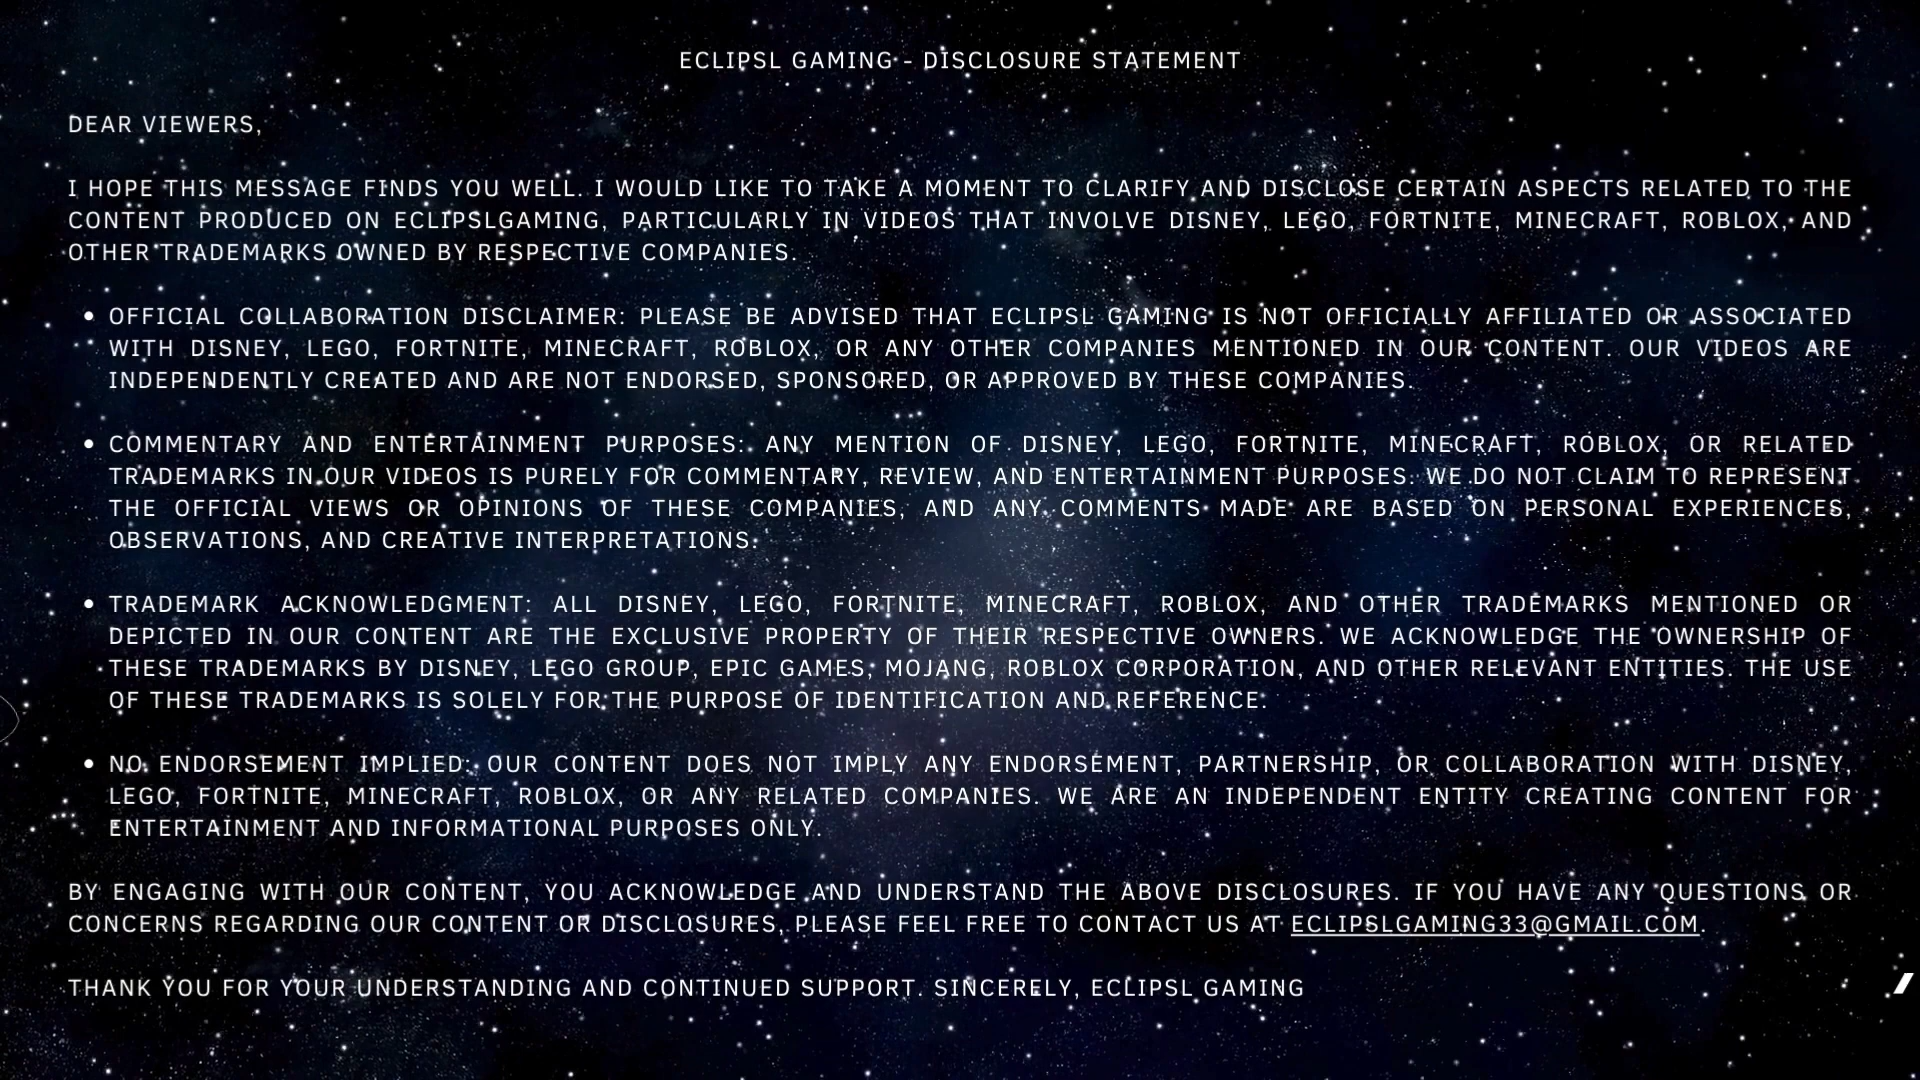 ECLIPSL GAMING - DISCLOSURE STATEMENT
DEAR VIEWERS,
I HOPE THIS MESSAGE FINDS YOU WELL. I WOULD LIKE TO TAKE A MOMENT TO CLARIFY AND DISCLOSE CERTAIN ASPECTS RELATED TO THE
CONTENT PRODUCED ON ECLIPSLGAMING, PARTICULARLY IN VIDEOS THAT INVOLVE DISNEY, LEGO, FORTNITE, MINECRAFT, ROBLOX, AND
OTHER TRADEMARKS OWNED BY RESPECTIVE COMPANIES.
• OFFICIAL COLLABORATION DISCLAIMER: PLEASE BE ADVISED THAT ECLIPSL GAMING IS NOT OFFICIALLY AFFILIATED OR ASSOCIATED
WITH DISNEY, LEGO, FORTNITE, MINECRAFT, ROBLOX, OR ANY OTHER COMPANIES MENTIONED IN OUR CONTENT. OUR VIDEOS ARE
INDEPENDENTLY CREATED AND ARE NOT ENDORSED, SPONSORED, OR APPROVED BY THESE COMPANIES.
• COMMENTARY AND ENTERTAINMENT PURPOSES: ANY MENTION OF DISNEY, LEGO, FORTNITE, MINECRAFT, ROBLOX, OR RELATED
TRADEMARKS IN OUR VIDEOS IS PURELY FOR COMMENTARY, REVIEW, AND ENTERTAINMENT PURPOSES. WE DO NOT CLAIM TO REPRESENT
THE OFFICIAL VIEWS OR OPINIONS OF THESE COMPANIES, AND ANY COMMENTS MADE ARE BASED ON PERSONAL EXPERIENCES,
OBSERVATIONS, AND CREATIVE INTERPRETATIONS.
• TRADEMARK ACKNOWLEDGMENT: ALL DISNEY, LEGO, FORTNITE, MINECRAFT, ROBLOX, AND OTHER TRADEMARKS MENTIONED OR
DEPICTED IN OUR CONTENT ARE THE EXCLUSIVE PROPERTY OF THEIR RESPECTIVE OWNERS. WE ACKNOWLEDGE THE OWNERSHIP OF
THESE TRADEMARKS BY DISNEY, LEGO GROUP, EPIC GAMES, MOJANG, ROBLOX CORPORATION, AND OTHER RELEVANT ENTITIES. THE USE
OF THESE TRADEMARKS IS SOLELY FOR THE PURPOSE OF IDENTIFICATION AND REFERENCE.
• NO ENDORSEMENT IMPLIED: OUR CONTENT DOES NOT IMPLY ANY ENDORSEMENT, PARTNERSHIP, OR COLLABORATION WITH DISNEY,
LEGO, FORTNITE, MINECRAFT, ROBLOX, OR ANY RELATED COMPANIES. WE ARE AN INDEPENDENT ENTITY CREATING CONTENT FOR
ENTERTAINMENT AND INFORMATIONAL PURPOSES ONLY.
BY ENGAGING WITH OUR CONTENT, YOU ACKNOWLEDGE AND UNDERSTAND THE ABOVE DISCLOSURES. IF YOU HAVE ANY QUESTIONS OR
CONCERNS REGARDING OUR CONTENT OR DISCLOSURES, PLEASE FEEL FREE TO CONTACT US AT ECLIPSLGAMING33@GMAIL.COM.
THANK YOU FOR YOUR UNDERSTANDING AND CONTINUED SUPPORT. SINCERELY, ECLIPSL GAMING